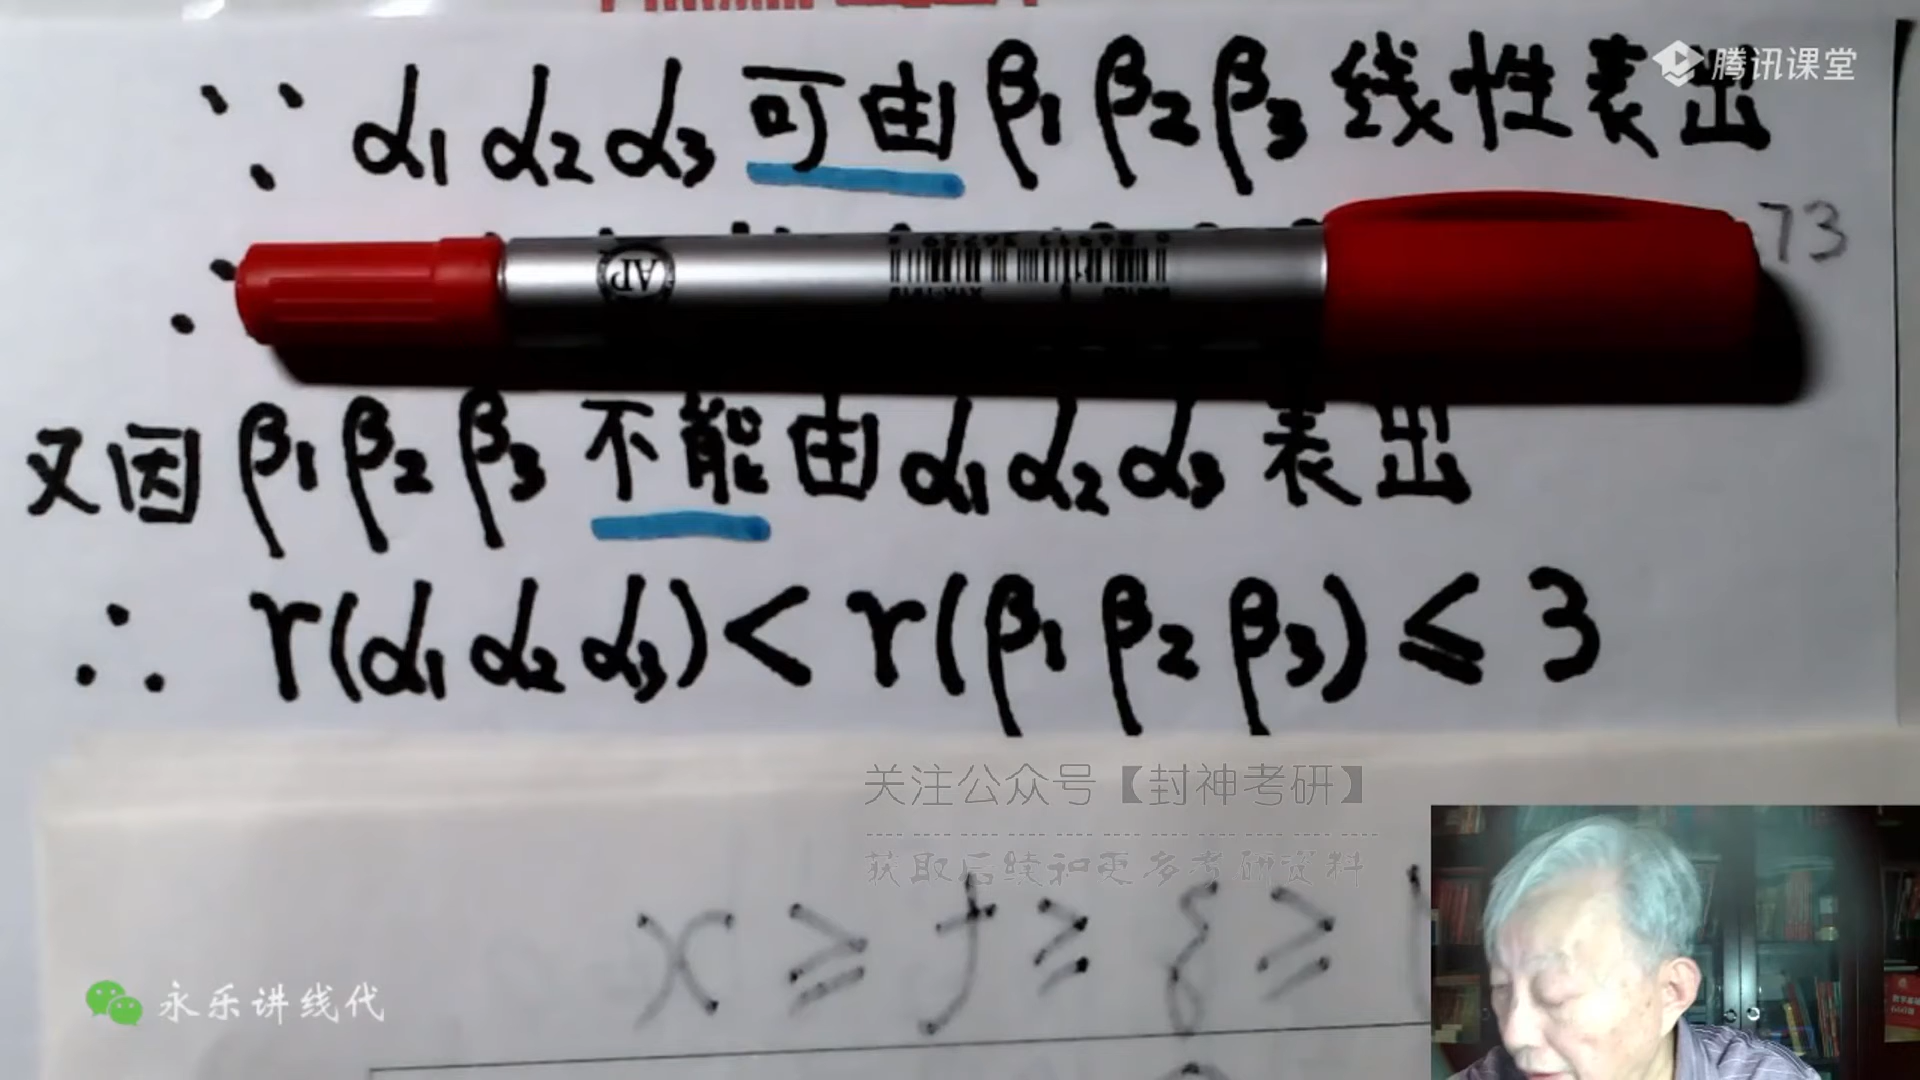 ∵ α1 α2 α3 可由 β1 β2 β3 线性表出
腾讯课堂
73
AP
又因 β1 β2 β3 不能由 α1 α2 α3 表出
∴ r(α1 α2 α3) < r(β1 β2 β3) ≤ 3
关注公众号【封神考研】
获取后续和更多考研资料
永乐讲线代